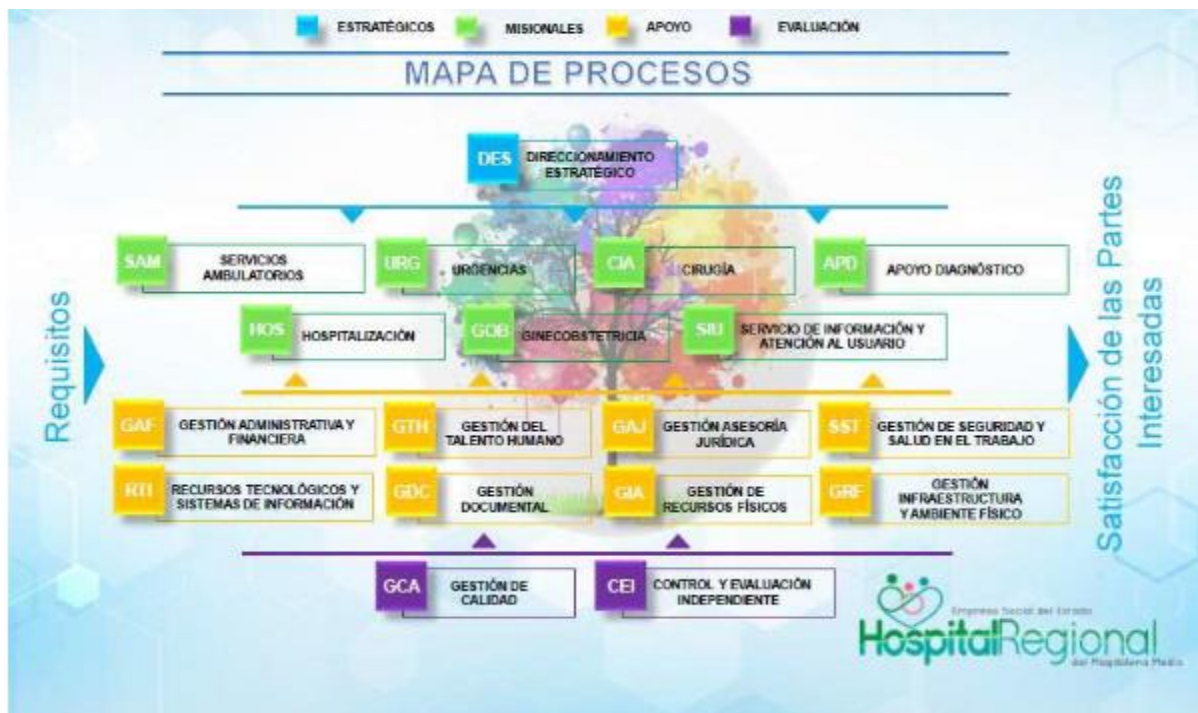 ESTRATÉGICOS MISIONALES APOYO EVALUACIÓN
MAPA DE PROCESOS
DES DIRECCIONAMIENTO
ESTRATÉGICO
SAM SERVICIOS
AMBULATORIOS
URG URGENCIAS
CIA CIRUGÍA
APD APOYO DIAGNÓSTICO
HOS HOSPITALIZACIÓN
GOB GINECOBSTETRICIA
SIU SERVICIO DE INFORMACIÓN Y
ATENCIÓN AL USUARIO
Requisitos
Satisfacción de las Partes
Interesadas
GAF GESTIÓN ADMINISTRATIVA Y
FINANCIERA
GTH GESTIÓN DEL
TALENTO HUMANO
GAJ GESTIÓN ASESORÍA
JURÍDICA
SST GESTIÓN DE SEGURIDAD Y
SALUD EN EL TRABAJO
RTI RECURSOS TECNOLÓGICOS Y
SISTEMAS DE INFORMACIÓN
GDC GESTIÓN
DOCUMENTAL
GIA GESTIÓN DE
RECURSOS FÍSICOS
GRF GESTIÓN
INFRAESTRUCTURA
Y AMBIENTE FÍSICO
GCA GESTIÓN DE
CALIDAD
CEI CONTROL Y EVALUACIÓN
INDEPENDIENTE
Empresa Social del Estado
HospitalRegional
del Magdalena Medio